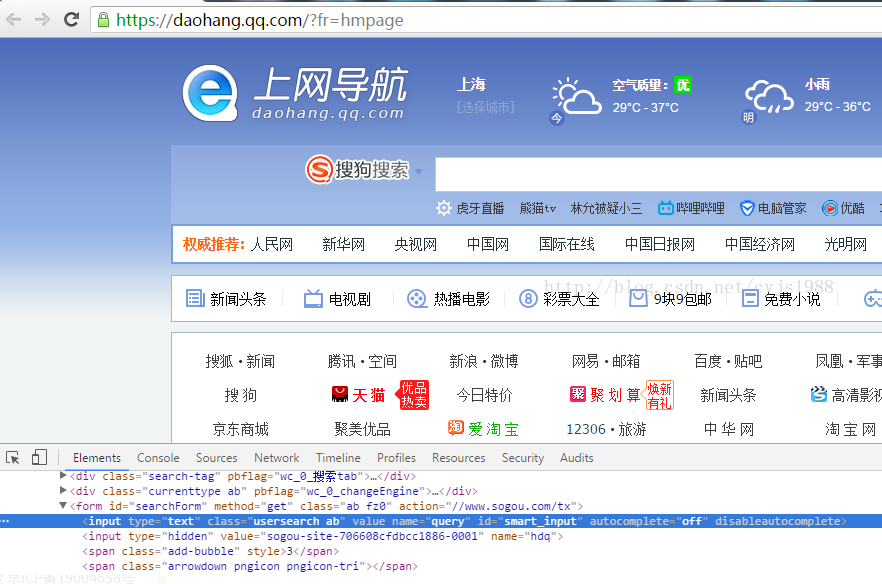 https://daohang.qq.com/?fr=hmpage
上网导航
daohang.qq.com
上海
[选择城市]
今
空气质量：优
29°C - 37°C
明
小雨
29°C - 36°C
搜狗搜索
虎牙直播 熊猫tv 林允被疑小三 哔哩哔哩 电脑管家 优酷
权威推荐： 人民网 新华网 央视网 中国网 国际在线 中国日报网 中国经济网 光明网
http://blog.csdn.net/cyjs1988
新闻头条 电视剧 热播电影 彩票大全 9块9包邮 免费小说
搜狐・新闻 腾讯・空间 新浪・微博 网易・邮箱 百度・贴吧 凤凰・军事
搜 狗 天 猫 优品热卖 今日特价 聚 划 算 焕新有礼 新闻头条 高清影视
京东商城 聚美优品 爱 淘 宝 12306・旅游 中 华 网 淘 宝 网
Elements Console Sources Network Timeline Profiles Resources Security Audits
<div class="search-tag" pbflag="wc_0_搜索tab">…</div>
<div class="currenttype ab" pbflag="wc_0_changeEngine">…</div>
<form id="searchForm" method="get" class="ab fz0" action="//www.sogou.com/tx">
<input type="text" class="usersearch ab" value name="query" id="smart_input" autocomplete="off" disableautocomplete>
<input type="hidden" value="sogou-site-706608cfdbcc1886-0001" name="hdq">
<span class="add-bubble" style>3</span>
<span class="arrowdown pngicon pngicon-tri"></span>
京ICP备19004658号